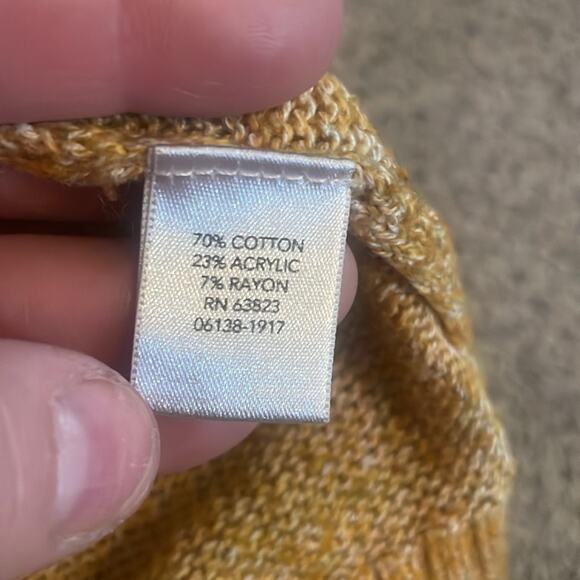 70% COTTON
23% ACRYLIC
7% RAYON
RN 63823
06138-1917